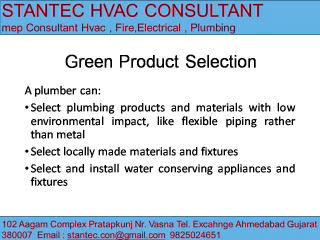 STANTEC HVAC CONSULTANT
mep Consultant Hvac , Fire,Electrical , Plumbing
Green Product Selection
A plumber can:
•Select plumbing products and materials with low
environmental impact, like flexible piping rather
than metal
•Select locally made materials and fixtures
•Select and install water conserving appliances and
fixtures
102 Aagam Complex Pratapkunj Nr. Vasna Tel. Excahnge Ahmedabad Gujarat
380007 Email : stantec.con@gmail.com 9825024651